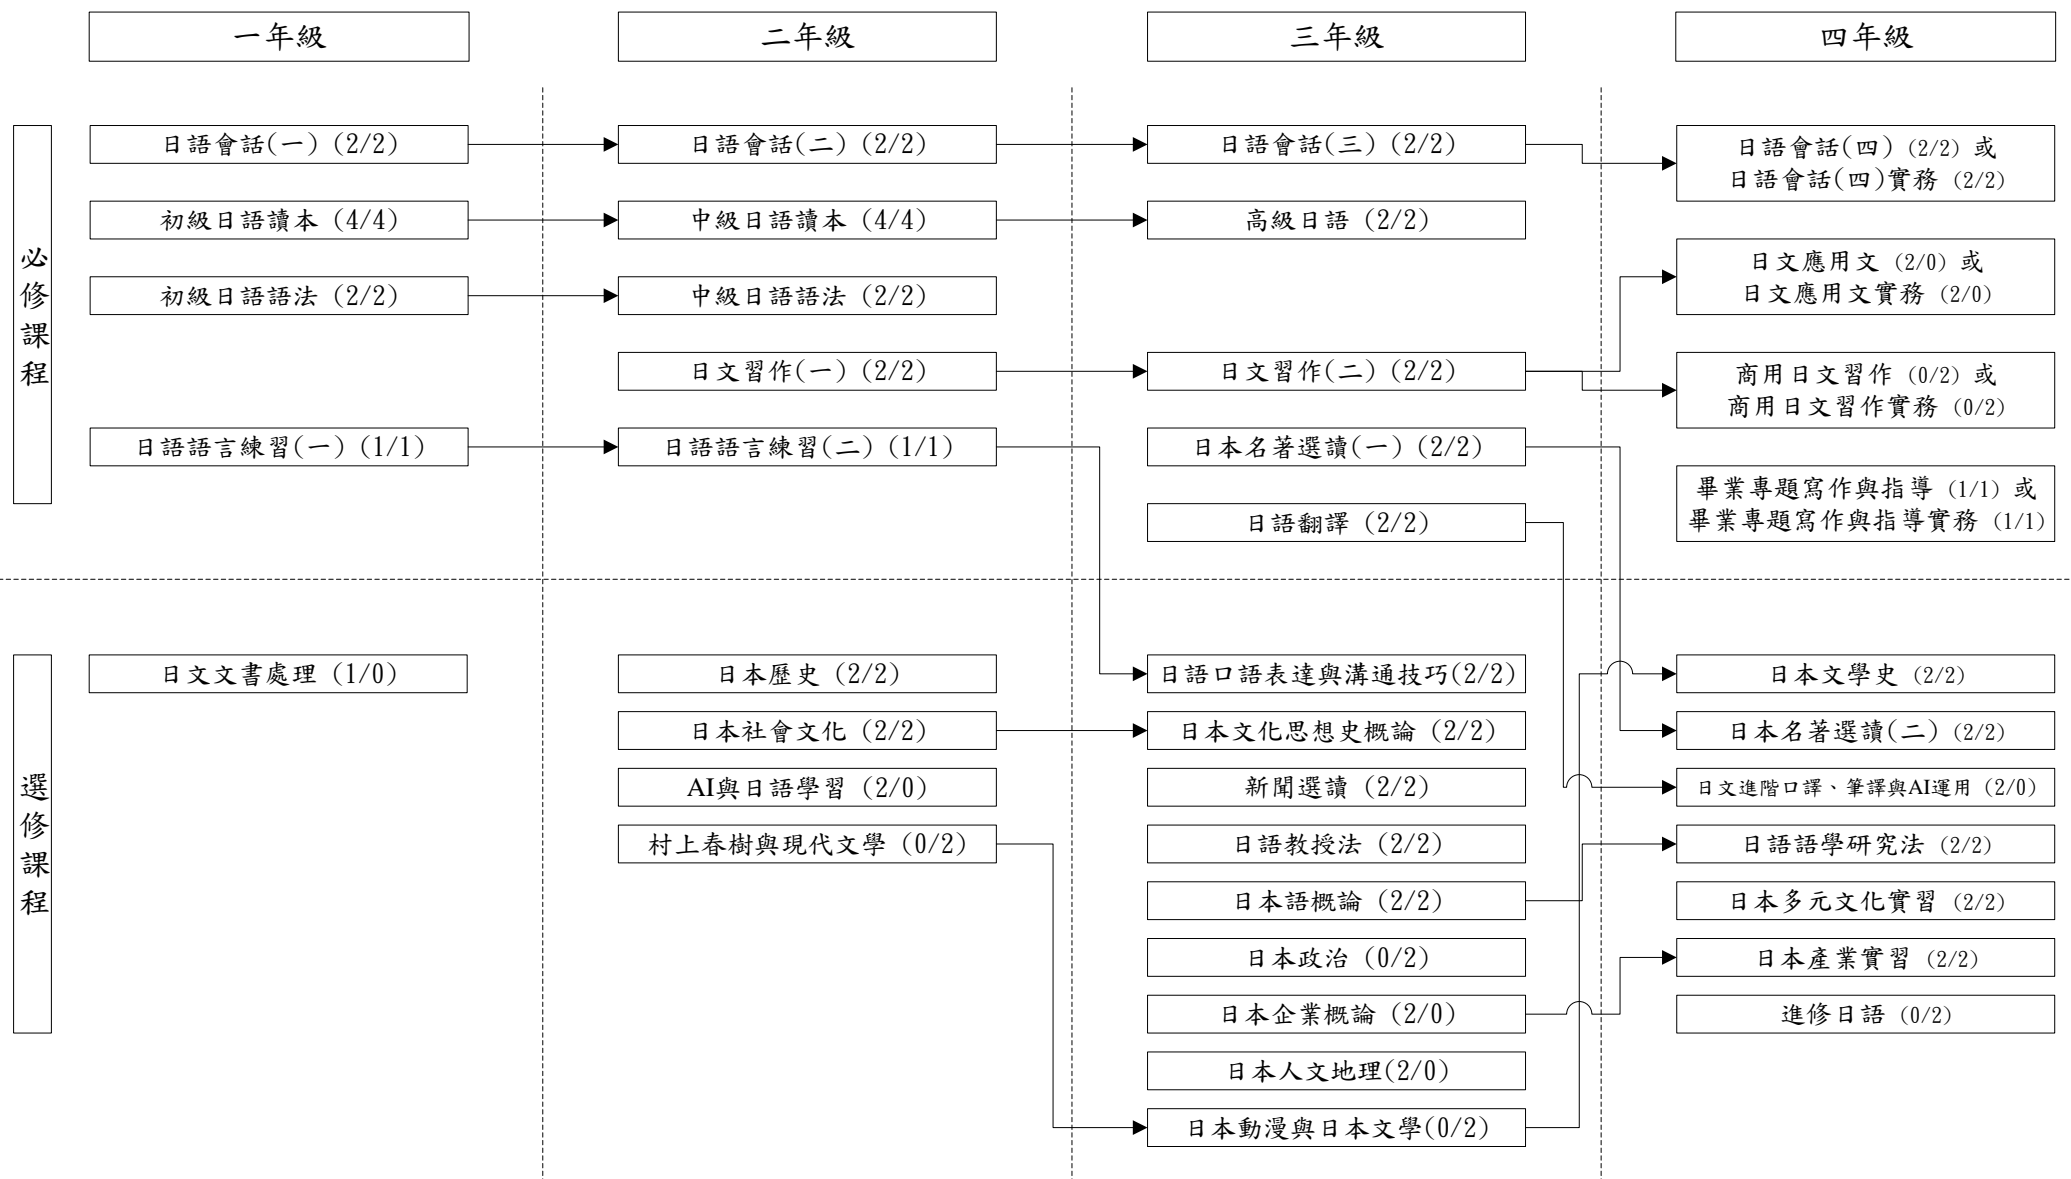 一年級
二年級
三年級
四年級
必修課程
日語會話(一) (2/2)
日語會話(二) (2/2)
日語會話(三) (2/2)
日語會話(四) (2/2) 或
日語會話(四)實務 (2/2)
初級日語讀本 (4/4)
中級日語讀本 (4/4)
高級日語 (2/2)
初級日語語法 (2/2)
中級日語語法 (2/2)
日文應用文 (2/0) 或
日文應用文實務 (2/0)
日文習作(一) (2/2)
日文習作(二) (2/2)
商用日文習作 (0/2) 或
商用日文習作實務 (0/2)
日語語言練習(一) (1/1)
日語語言練習(二) (1/1)
日本名著選讀(一) (2/2)
日語翻譯 (2/2)
畢業專題寫作與指導 (1/1) 或
畢業專題寫作與指導實務 (1/1)
選修課程
日文文書處理 (1/0)
日本歷史 (2/2)
日語口語表達與溝通技巧(2/2)
日本文學史 (2/2)
日本社會文化 (2/2)
日本文化思想史概論 (2/2)
日本名著選讀(二) (2/2)
AI與日語學習 (2/0)
新聞選讀 (2/2)
日文進階口譯、筆譯與AI運用 (2/0)
村上春樹與現代文學 (0/2)
日語教授法 (2/2)
日語語學研究法 (2/2)
日本語概論 (2/2)
日本多元文化實習 (2/2)
日本政治 (0/2)
日本產業實習 (2/2)
日本企業概論 (2/0)
進修日語 (0/2)
日本人文地理(2/0)
日本動漫與日本文學(0/2)